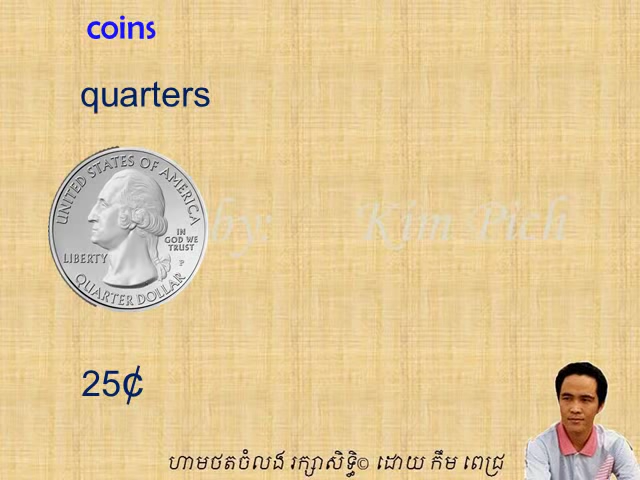 coins
quarters
UNITED STATES OF AMERICA
IN
GOD WE
TRUST
LIBERTY
P
QUARTER DOLLAR
by: Kim Pich
25¢
ហាមថតចំលង រក្សាសិទ្ធិ© ដោយ កឹម ពេជ្រ